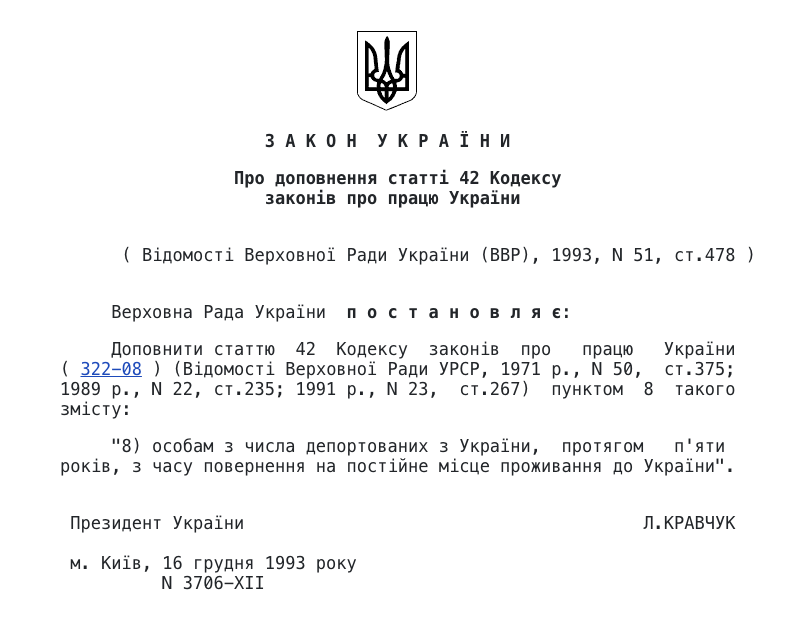 З А К О Н  У К Р А Ї Н И
Про доповнення статті 42 Кодексу
законів про працю України
( Відомості Верховної Ради України (ВВР), 1993, N 51, ст.478 )
Верховна Рада України  п о с т а н о в л я є:
Доповнити статтю  42  Кодексу  законів  про   працю   України
( 322-08 ) (Відомості Верховної Ради УРСР, 1971 р., N 50,  ст.375;
1989 р., N 22, ст.235; 1991 р., N 23,  ст.267)  пунктом  8  такого
змісту:
"8) особам з числа депортованих з України,  протягом   п'яти
років, з часу повернення на постійне місце проживання до України".
Президент України                                       Л.КРАВЧУК
м. Київ, 16 грудня 1993 року
N 3706-XII